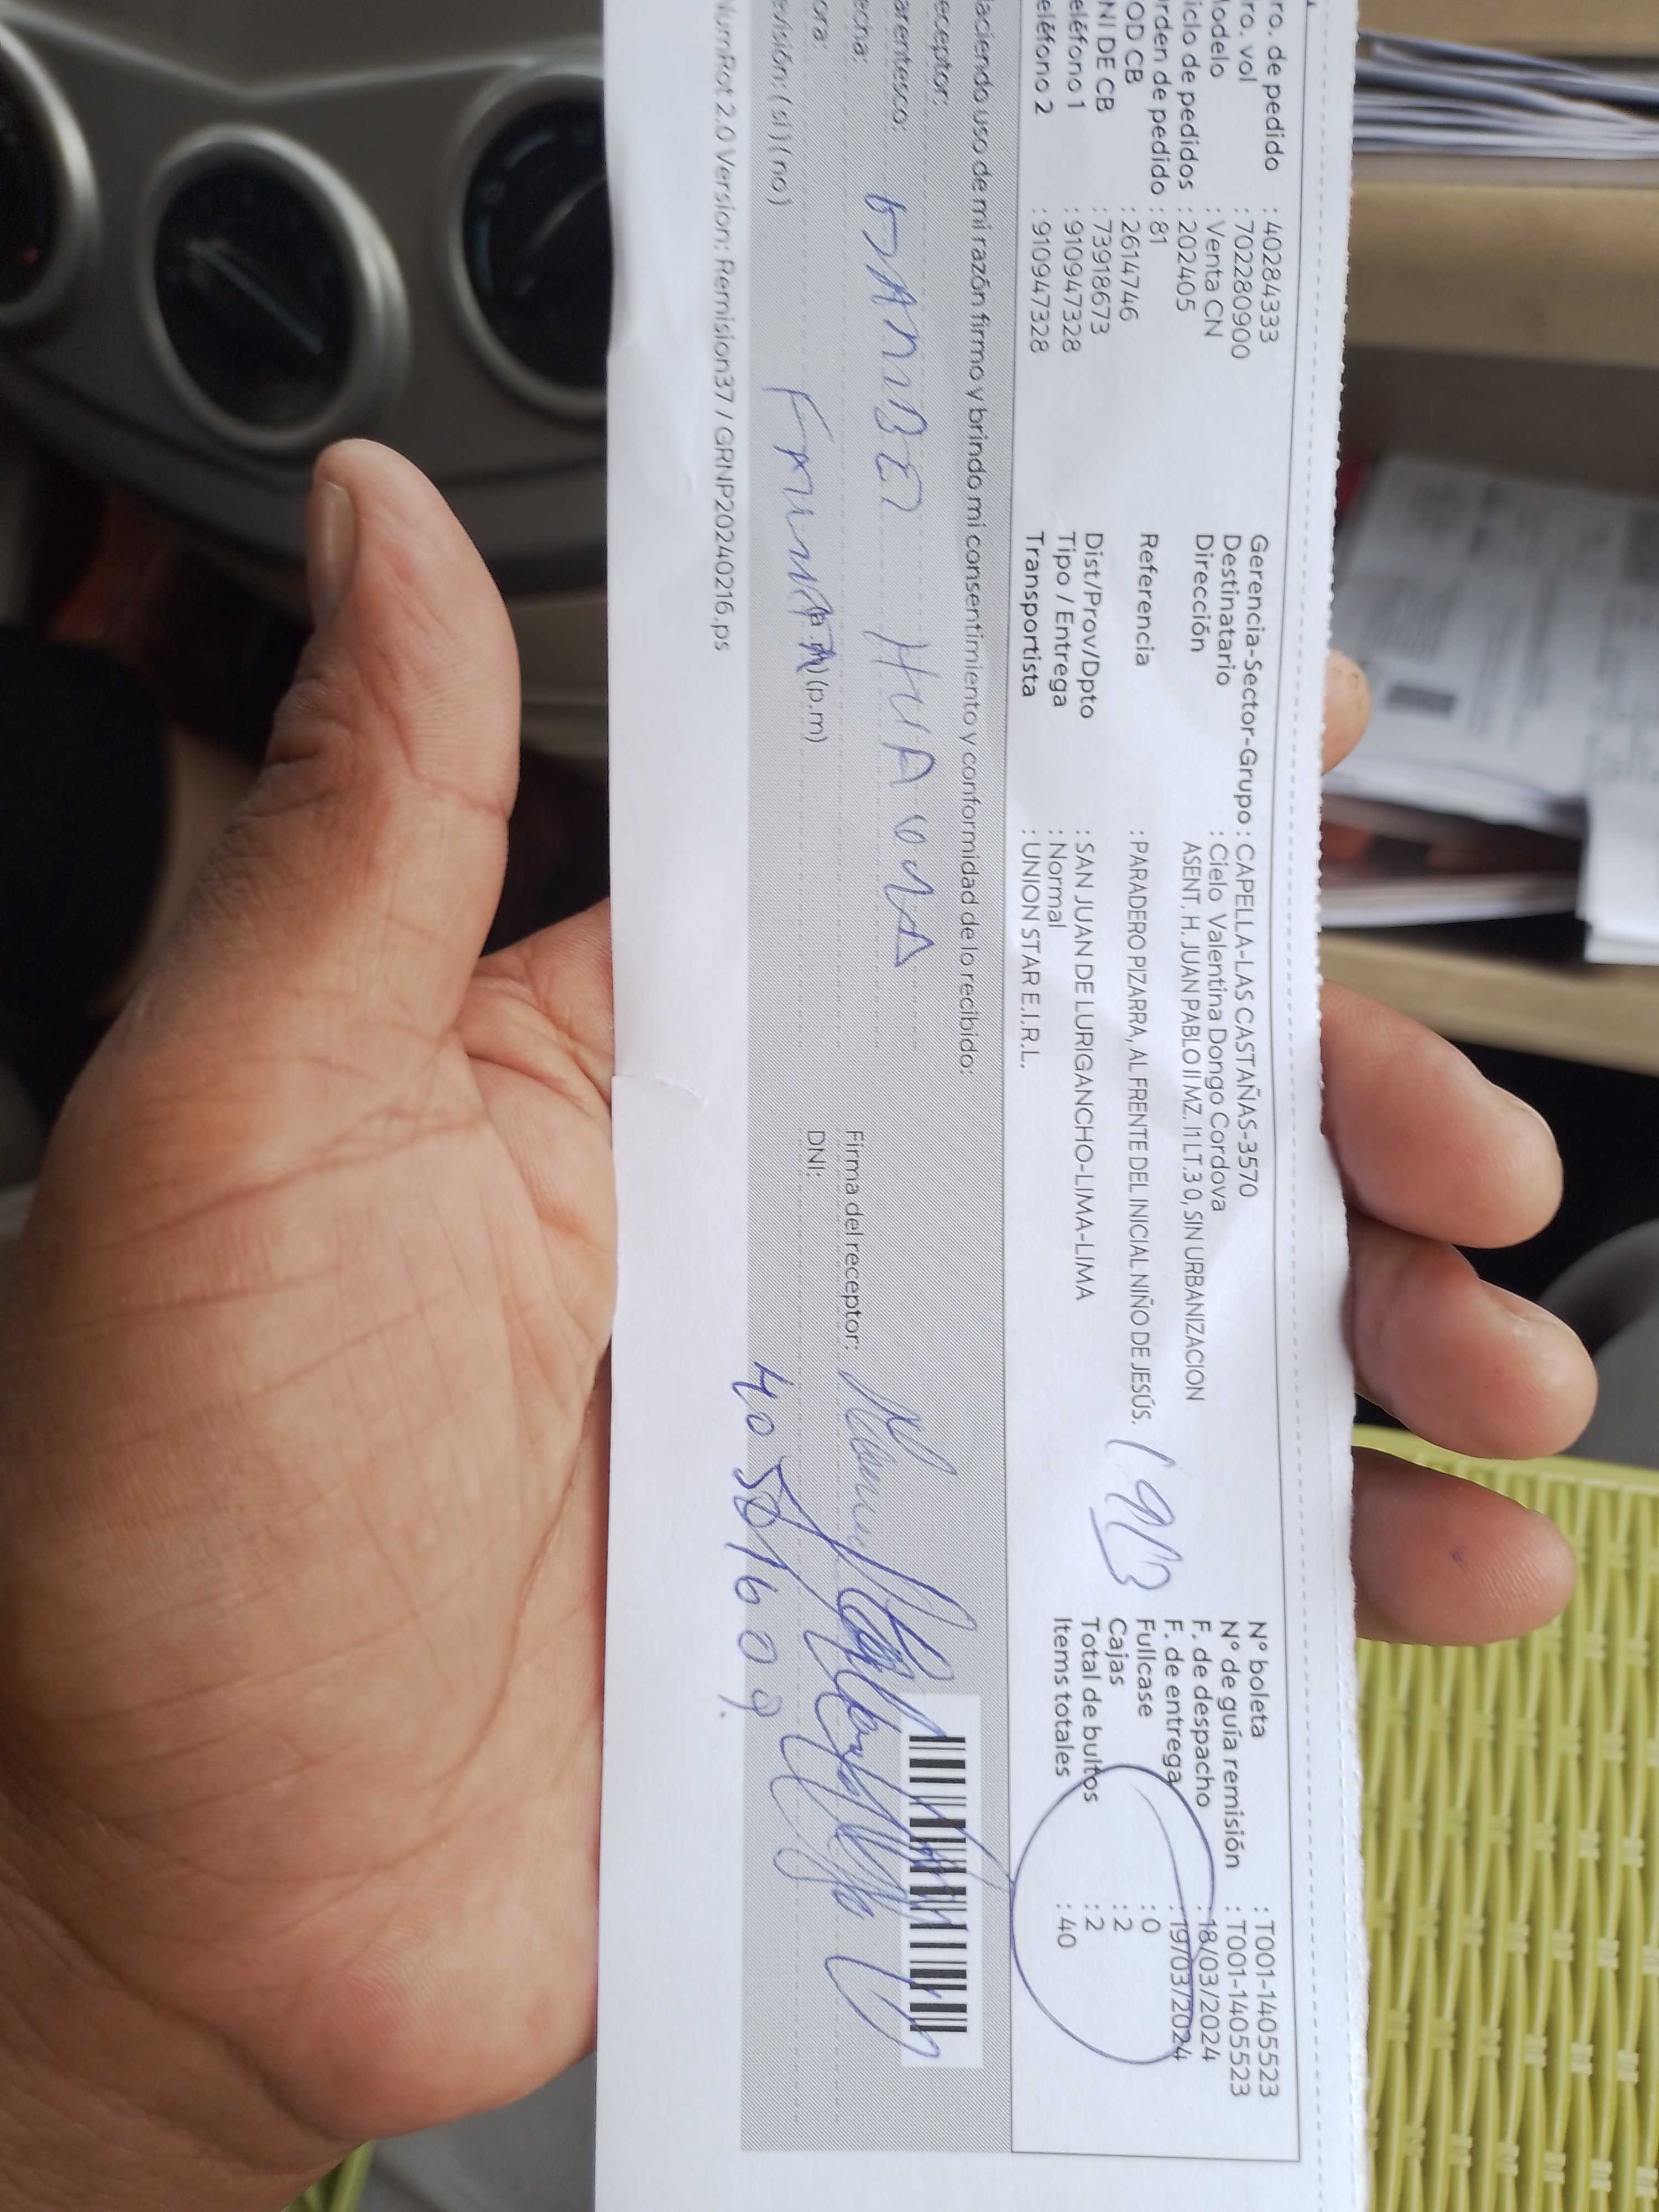 ro. de pedido : 40284333
ro. vol : 702280900
Modelo : Venta CN
iclo de pedidos : 202405
rden de pedido : 81
OD CB : 2614746
NI DE CB : 73918673
eléfono 1 : 910947328
eléfono 2 : 910947328
Gerencia-Sector-Grupo : CAPELLA-LAS CASTAÑAS-3570
Destinatario : Cielo Valentina Dongo Cordova
Dirección ASENT. H. JUAN PABLO II MZ. I1 LT.3 0, SIN URBANIZACION
Referencia : PARADERO PIZARRA, AL FRENTE DEL INICIAL NIÑO DE JESÚS.
Dist/Prov/Dpto : SAN JUAN DE LURIGANCHO-LIMA-LIMA
Tipo / Entrega : Normal
Transportista : UNION STAR E.I.R.L.
19/3
N° boleta : T001-1405523
N° de guía remisión : T001-1405523
F. de despacho : 18/03/2024
F. de entrega : 19/03/2024
Fullcase : 0
Cajas : 2
Total de bultos : 2
Items totales : 40
aciendo uso de mi razón firmo y brindo mi consentimiento y conformidad de lo recibido:
eceptor:
arentesco:
echa:
ora: (p.m)
evisión: (si) (no)
Firma del receptor:
DNI:
NumRot 2.0 Version: Remision37 / GRNP20240216.ps